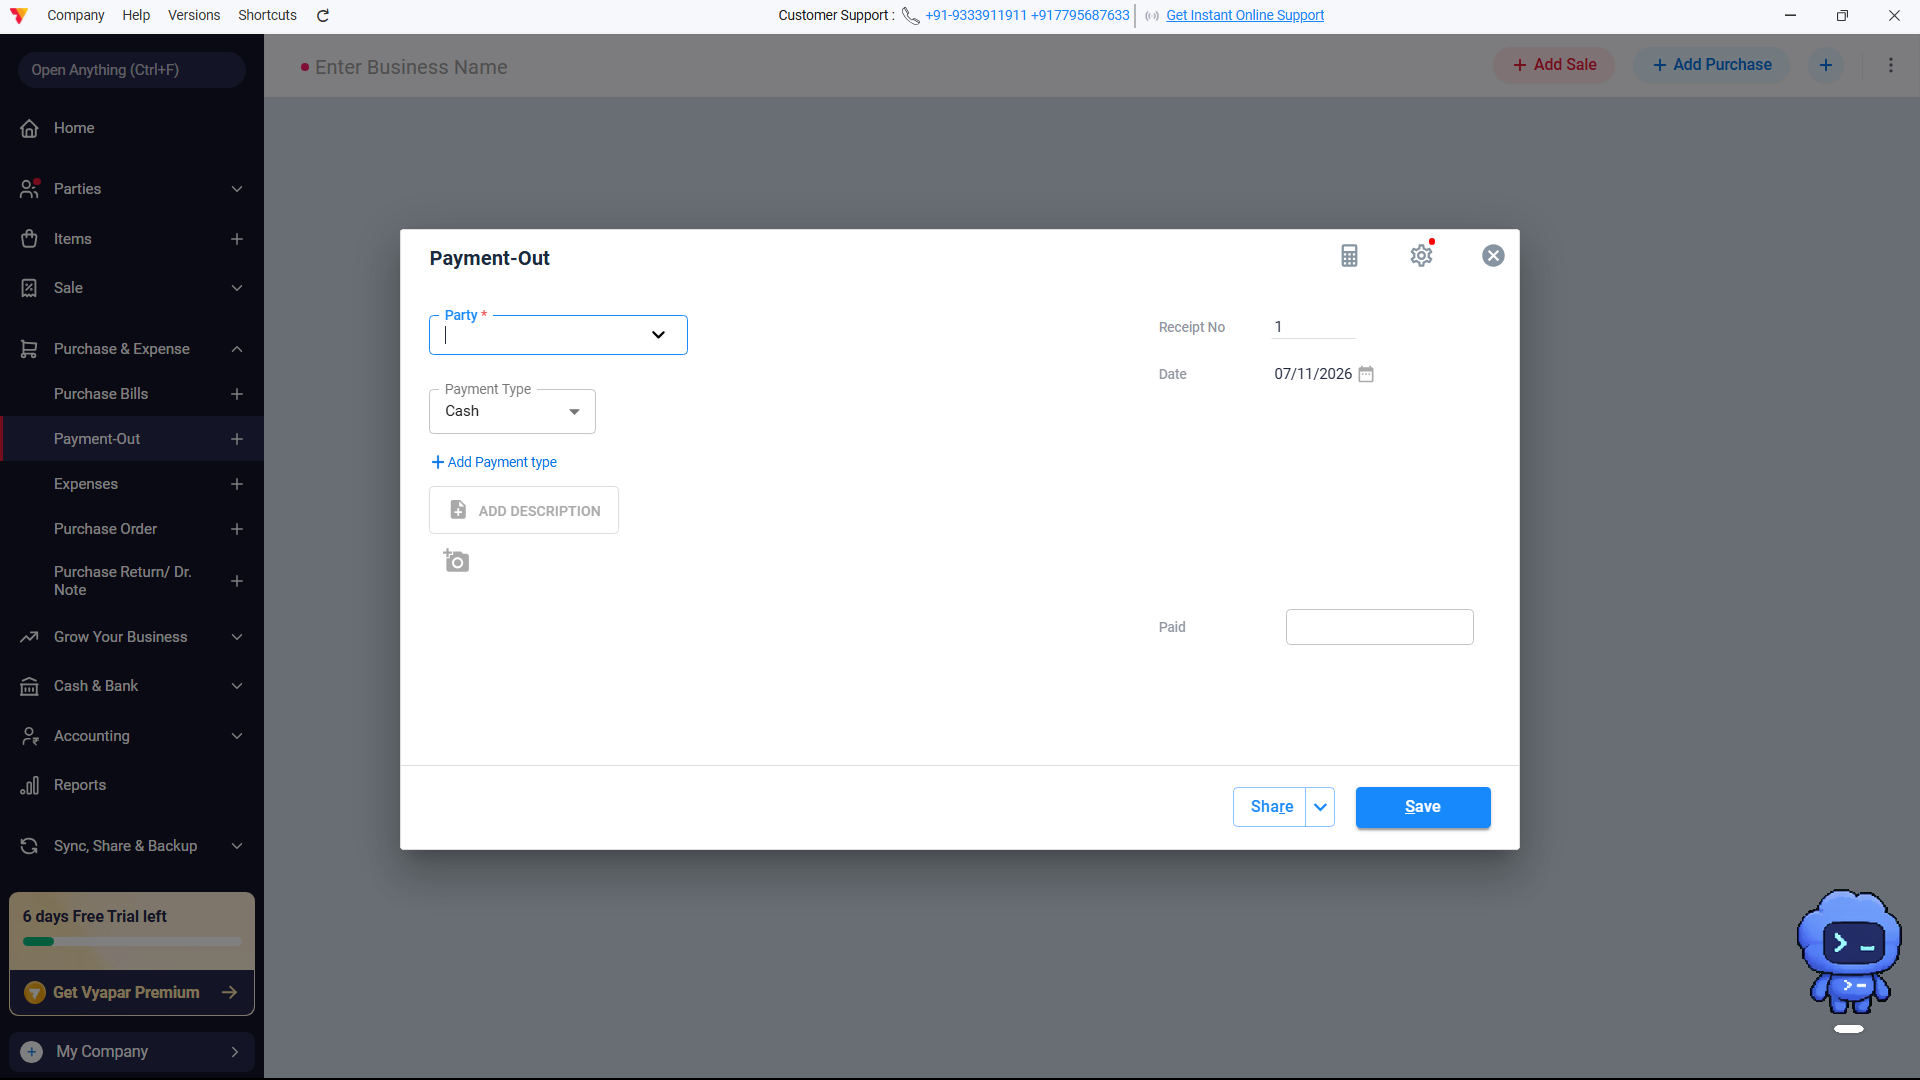 Company Help Versions Shortcuts
Customer Support : +91-9333911911 +917795687633 Get Instant Online Support
Open Anything (Ctrl+F)
Enter Business Name
Add Sale
Add Purchase
Home
Parties
Items
Sale
Purchase & Expense
Purchase Bills
Payment-Out
Expenses
Purchase Order
Purchase Return/ Dr.
Note
Grow Your Business
Cash & Bank
Accounting
Reports
Sync, Share & Backup
6 days Free Trial left
Get Vyapar Premium
My Company
Payment-Out
Party *
Receipt No 1
Date 07/11/2026
Payment Type
Cash
Add Payment type
ADD DESCRIPTION
Paid
Share
Save